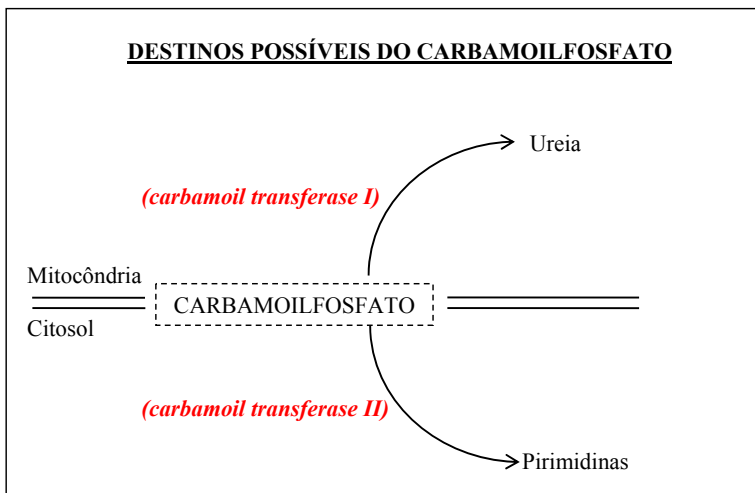 DESTINOS POSSÍVEIS DO CARBAMOILFOSFATO
Ureia
(carbamoil transferase I)
Mitocôndria
CARBAMOILFOSFATO
Citosol
(carbamoil transferase II)
Pirimidinas